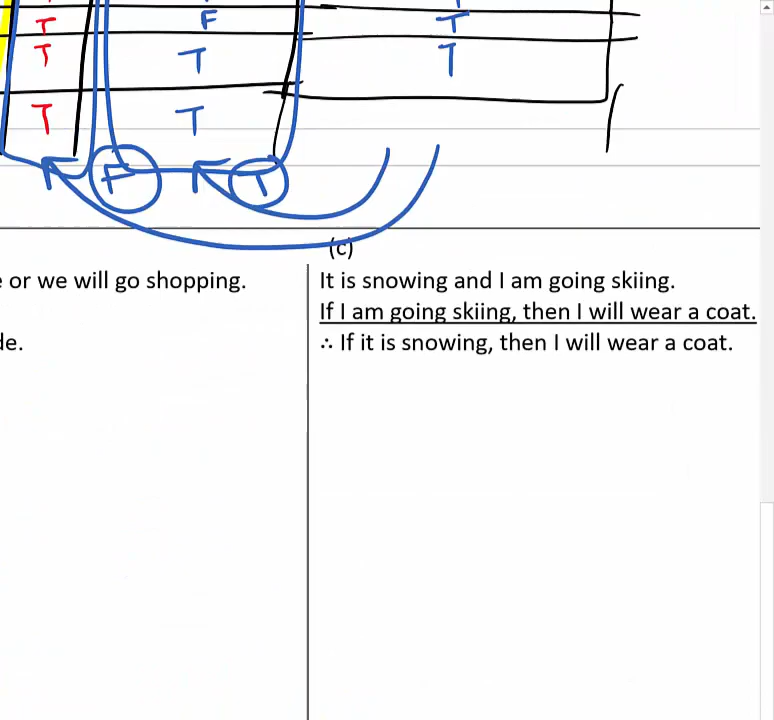 T F T
T T T
T T
F T
(c)
e or we will go shopping.
de.
It is snowing and I am going skiing.
If I am going skiing, then I will wear a coat.
∴ If it is snowing, then I will wear a coat.